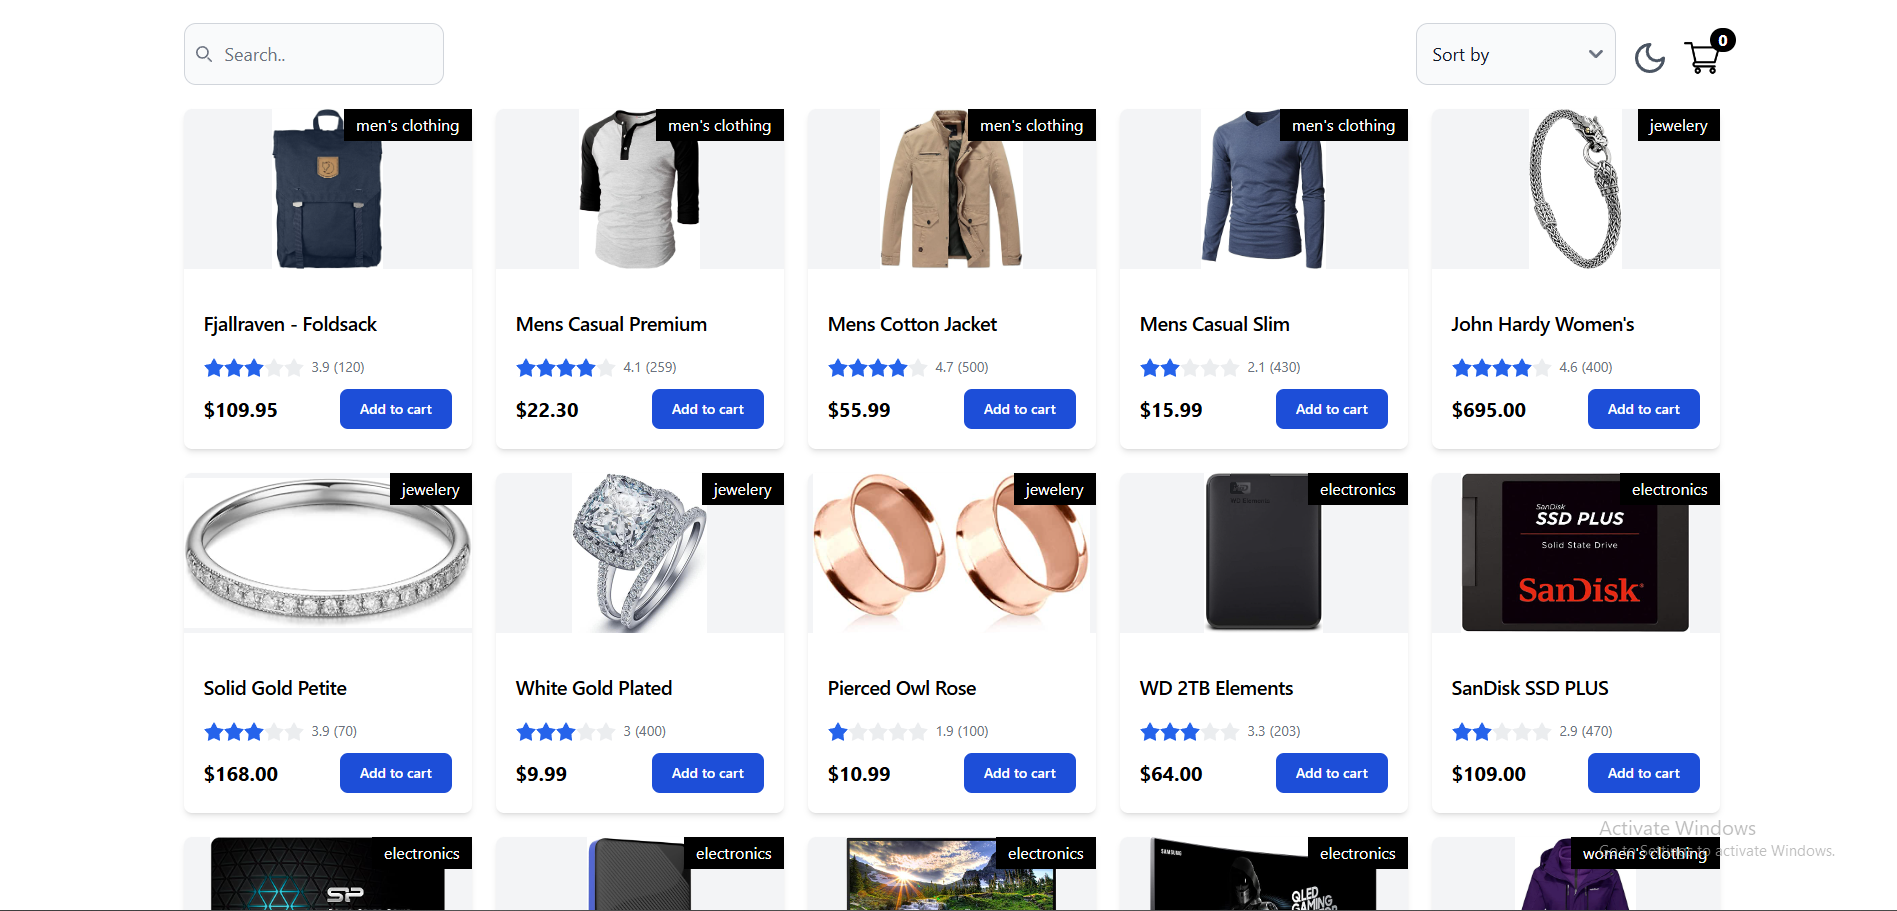 Search..
Sort by
0
men's clothing
men's clothing
men's clothing
men's clothing
jewelery
Fjallraven - Foldsack
Mens Casual Premium
Mens Cotton Jacket
Mens Casual Slim
John Hardy Women's
3.9 (120)
4.1 (259)
4.7 (500)
2.1 (430)
4.6 (400)
$109.95
Add to cart
$22.30
Add to cart
$55.99
Add to cart
$15.99
Add to cart
$695.00
Add to cart
jewelery
jewelery
jewelery
electronics
electronics
WD Elements
SanDisk
SSD PLUS
Solid State Drive
SanDisk
Solid Gold Petite
White Gold Plated
Pierced Owl Rose
WD 2TB Elements
SanDisk SSD PLUS
3.9 (70)
3 (400)
1.9 (100)
3.3 (203)
2.9 (470)
$168.00
Add to cart
$9.99
Add to cart
$10.99
Add to cart
$64.00
Add to cart
$109.00
Add to cart
Activate Windows
Go to Settings to activate Windows.
electronics
electronics
electronics
electronics
women's clothing
SP
SAMSUNG
QLED
GAMING